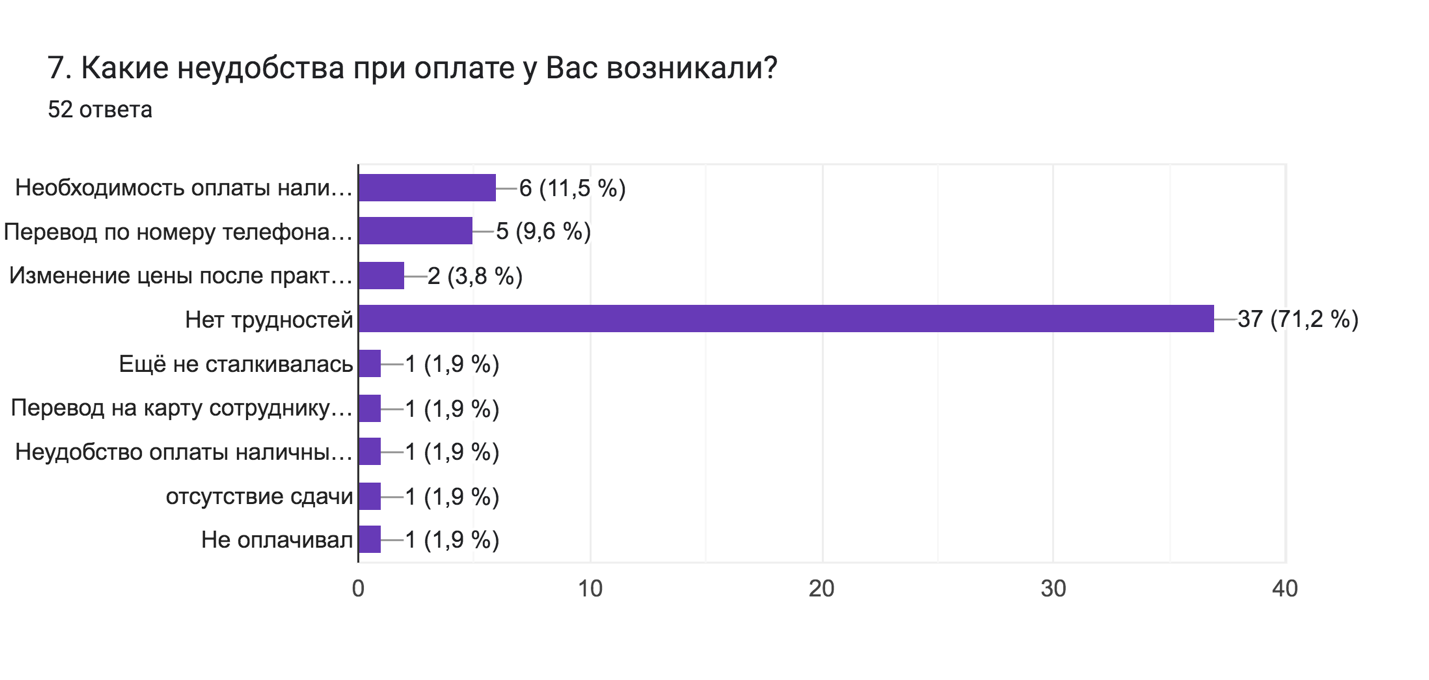 7. Какие неудобства при оплате у Вас возникали?
52 ответа
Необходимость оплаты нали… 6 (11,5 %)
Перевод по номеру телефона… 5 (9,6 %)
Изменение цены после практ… 2 (3,8 %)
Нет трудностей 37 (71,2 %)
Ещё не сталкивалась 1 (1,9 %)
Перевод на карту сотруднику… 1 (1,9 %)
Неудобство оплаты наличны… 1 (1,9 %)
отсутствие сдачи 1 (1,9 %)
Не оплачивал 1 (1,9 %)
0 10 20 30 40